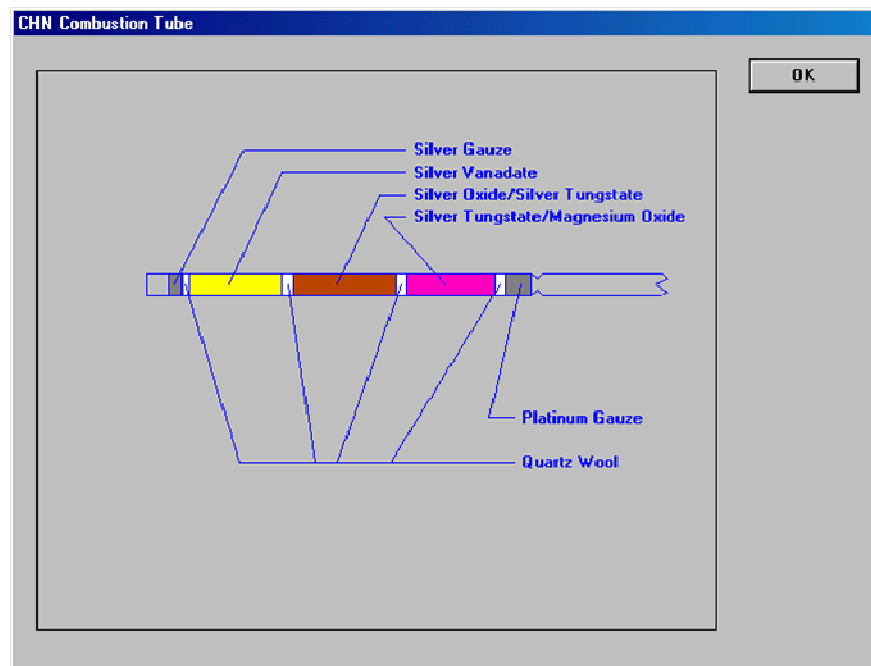 CHN Combustion Tube
OK
Silver Gauze
Silver Vanadate
Silver Oxide/Silver Tungstate
Silver Tungstate/Magnesium Oxide
Platinum Gauze
Quartz Wool